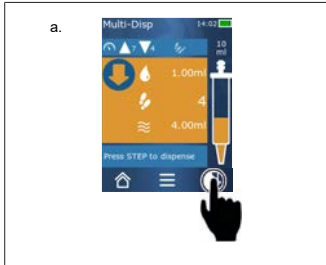 a.
Multi-Disp 14:02
7 4 10 ml
1.00ml
4
4.00ml
Press STEP to dispense